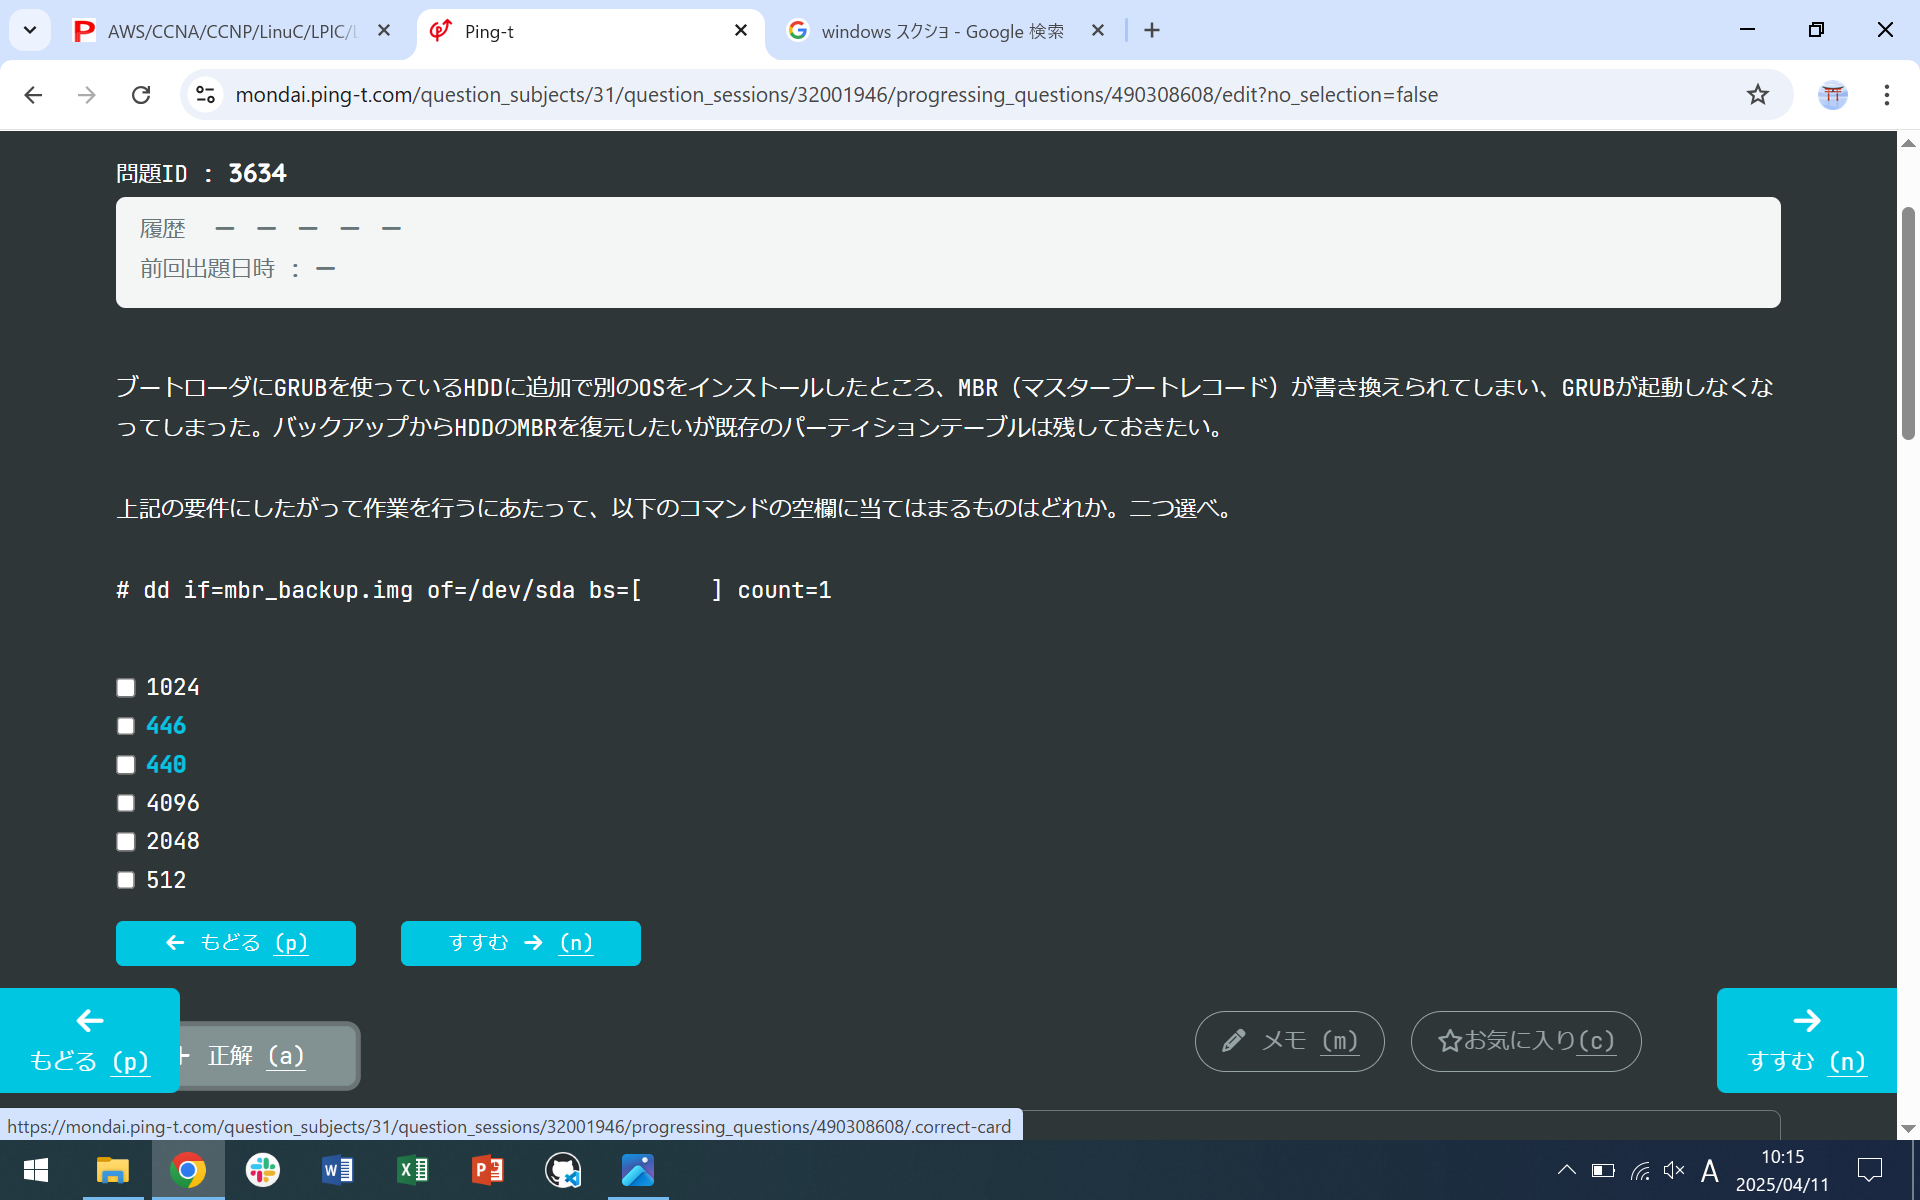 AWS/CCNA/CCNP/LinuC/LPIC/
Ping-t
windows スクショ - Google 検索
mondai.ping-t.com/question_subjects/31/question_sessions/32001946/progressing_questions/490308608/edit?no_selection=false
問題ID : 3634
履歴 ー ー ー ー ー
前回出題日時 : ー
ブートローダにGRUBを使っているHDDに追加で別のOSをインストールしたところ、MBR（マスターブートレコード）が書き換えられてしまい、GRUBが起動しなくな
ってしまった。バックアップからHDDのMBRを復元したいが既存のパーティションテーブルは残しておきたい。
上記の要件にしたがって作業を行うにあたって、以下のコマンドの空欄に当てはまるものはどれか。二つ選べ。
# dd if=mbr_backup.img of=/dev/sda bs=[     ] count=1
1024
446
440
4096
2048
512
← もどる (p)
すすむ → (n)
← もどる (p)
正解 (a)
メモ (m)
☆お気に入り(c)
→ すすむ (n)
https://mondai.ping-t.com/question_subjects/31/question_sessions/32001946/progressing_questions/490308608/.correct-card
A
10:15
2025/04/11